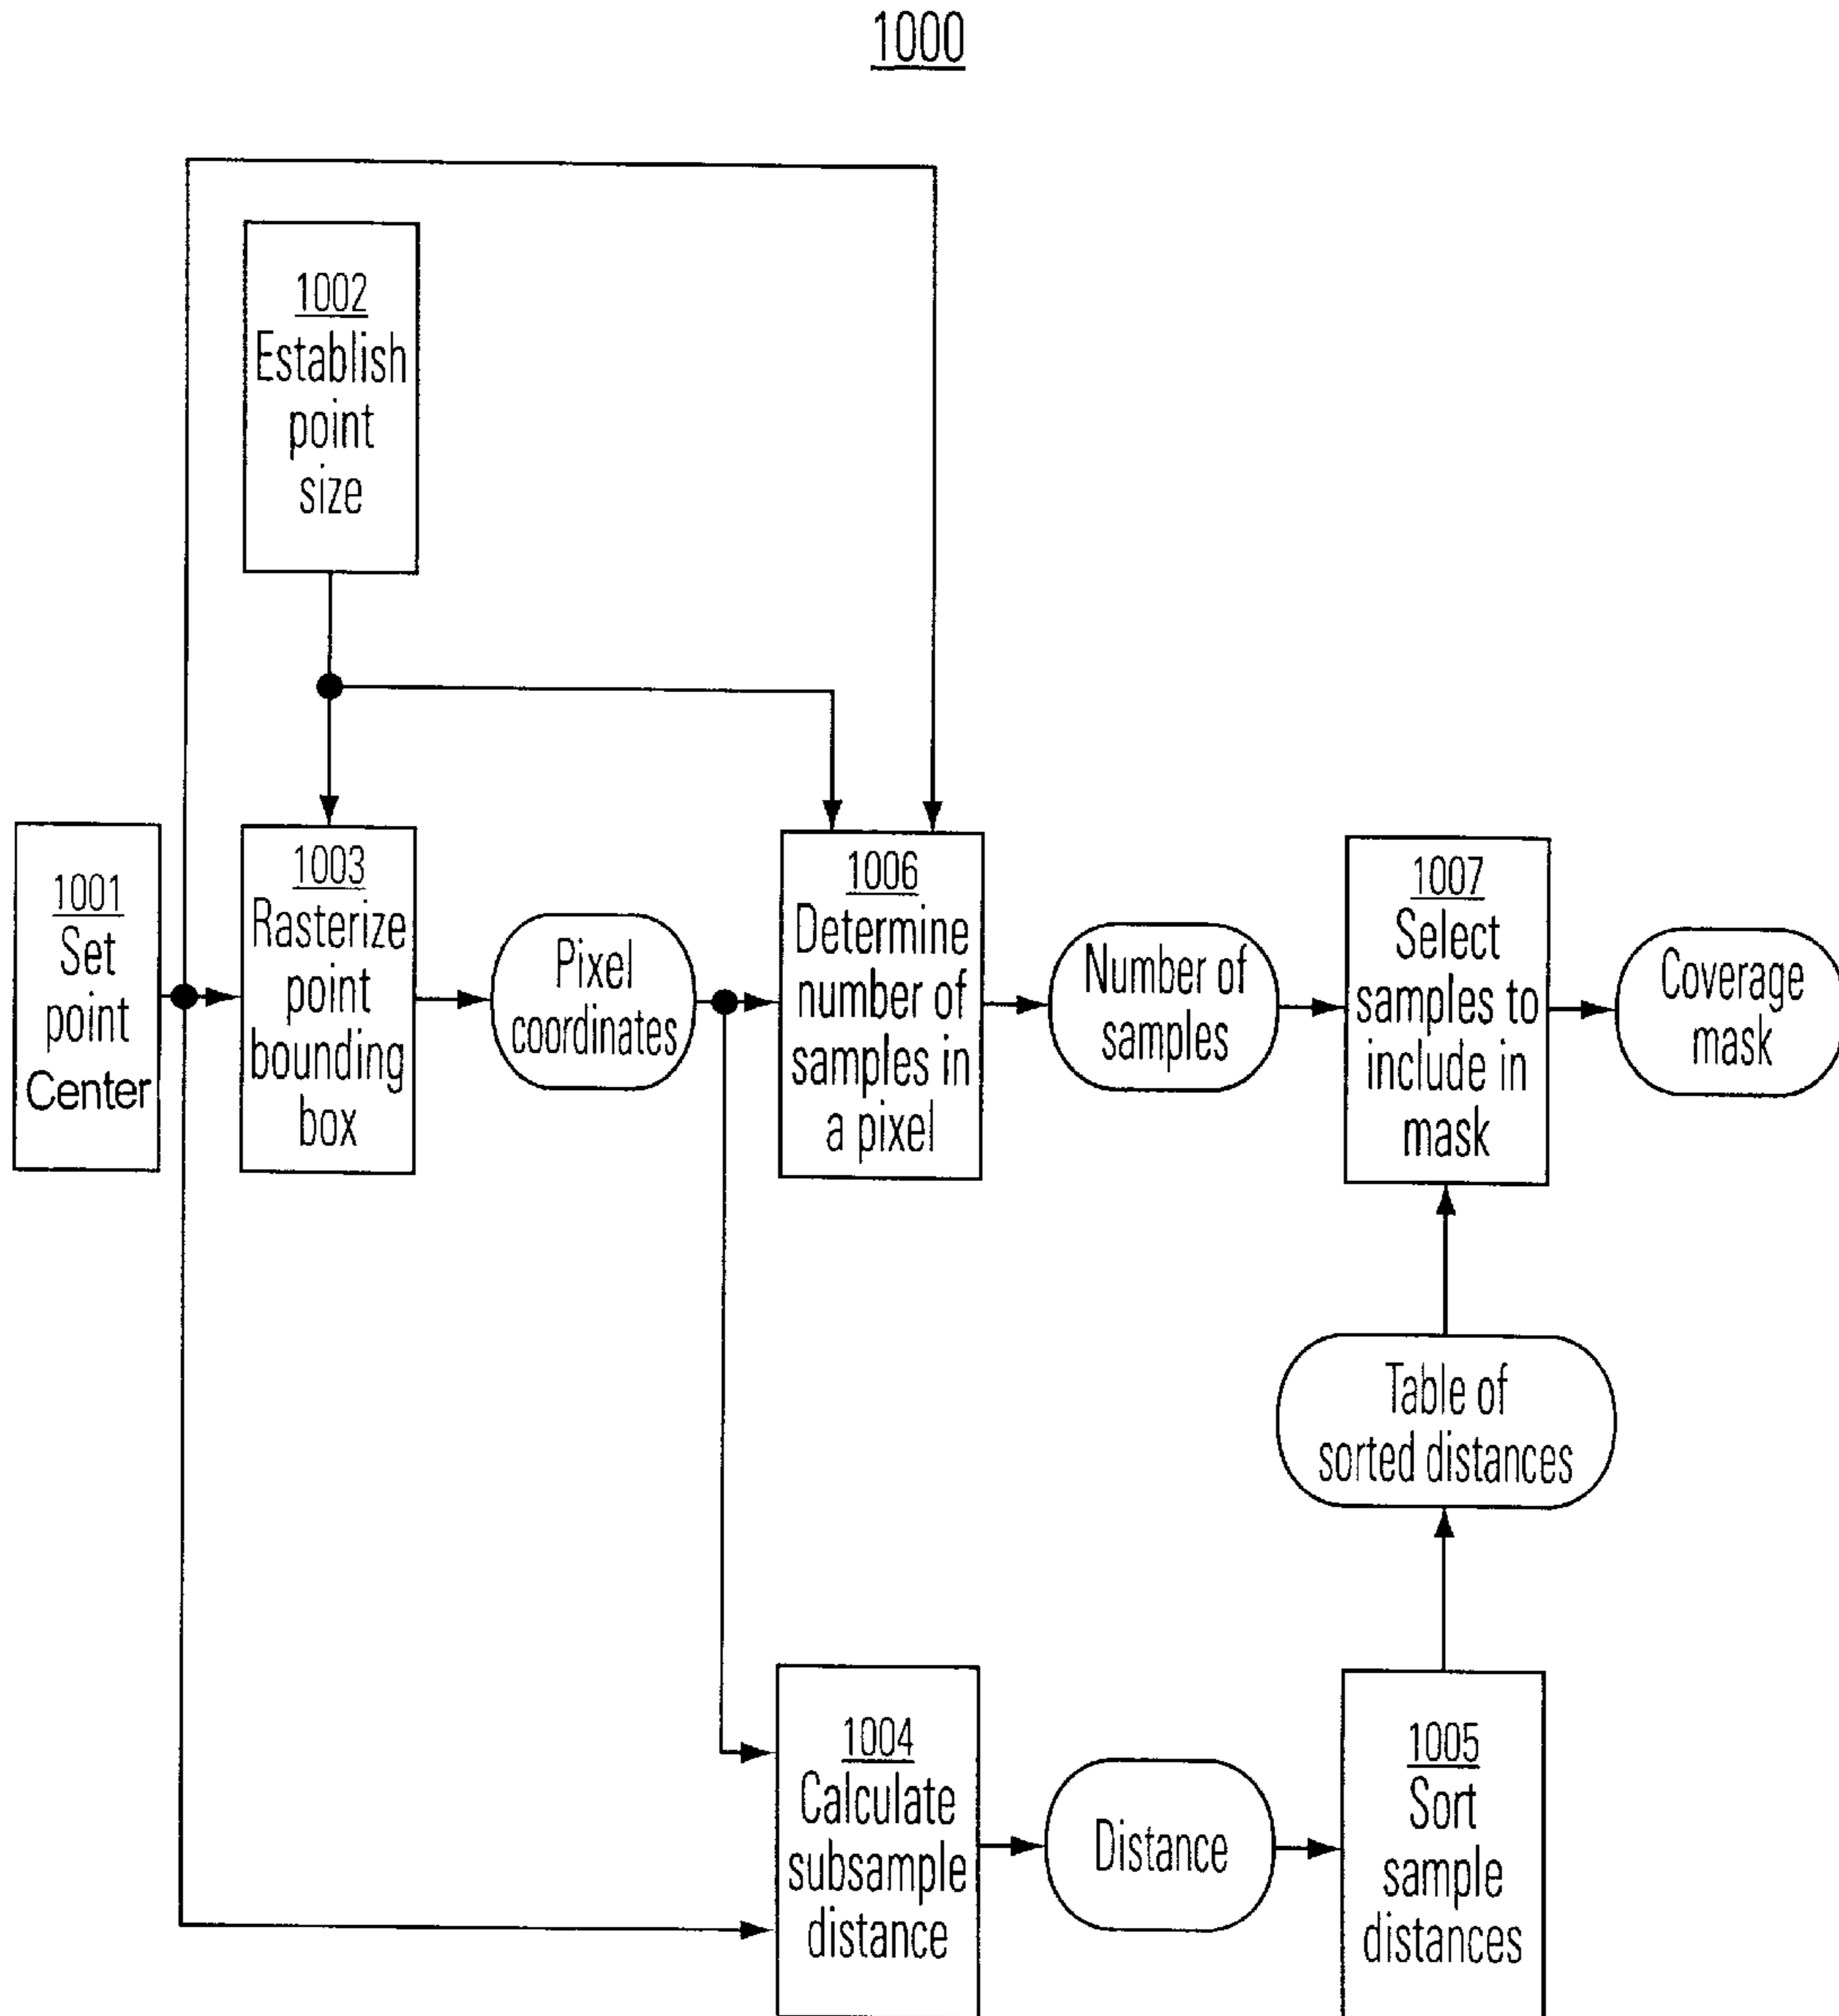 1000
1002
Establish
point
size
1001
Set
point
Center
1003
Rasterize
point
bounding
box
Pixel
coordinates
1006
Determine
number of
samples in
a pixel
Number of
samples
1007
Select
samples to
include in
mask
Coverage
mask
Table of
sorted distances
1004
Calculate
subsample
distance
Distance
1005
Sort
sample
distances